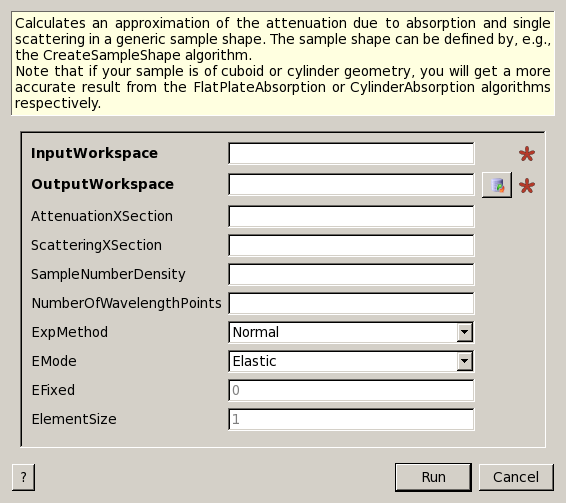 Calculates an approximation of the attenuation due to absorption and single
scattering in a generic sample shape. The sample shape can be defined by, e.g.,
the CreateSampleShape algorithm.
Note that if your sample is of cuboid or cylinder geometry, you will get a more
accurate result from the FlatPlateAbsorption or CylinderAbsorption algorithms
respectively.
InputWorkspace
OutputWorkspace
AttenuationXSection
ScatteringXSection
SampleNumberDensity
NumberOfWavelengthPoints
ExpMethod Normal
EMode Elastic
EFixed 0
ElementSize 1
? Run Cancel